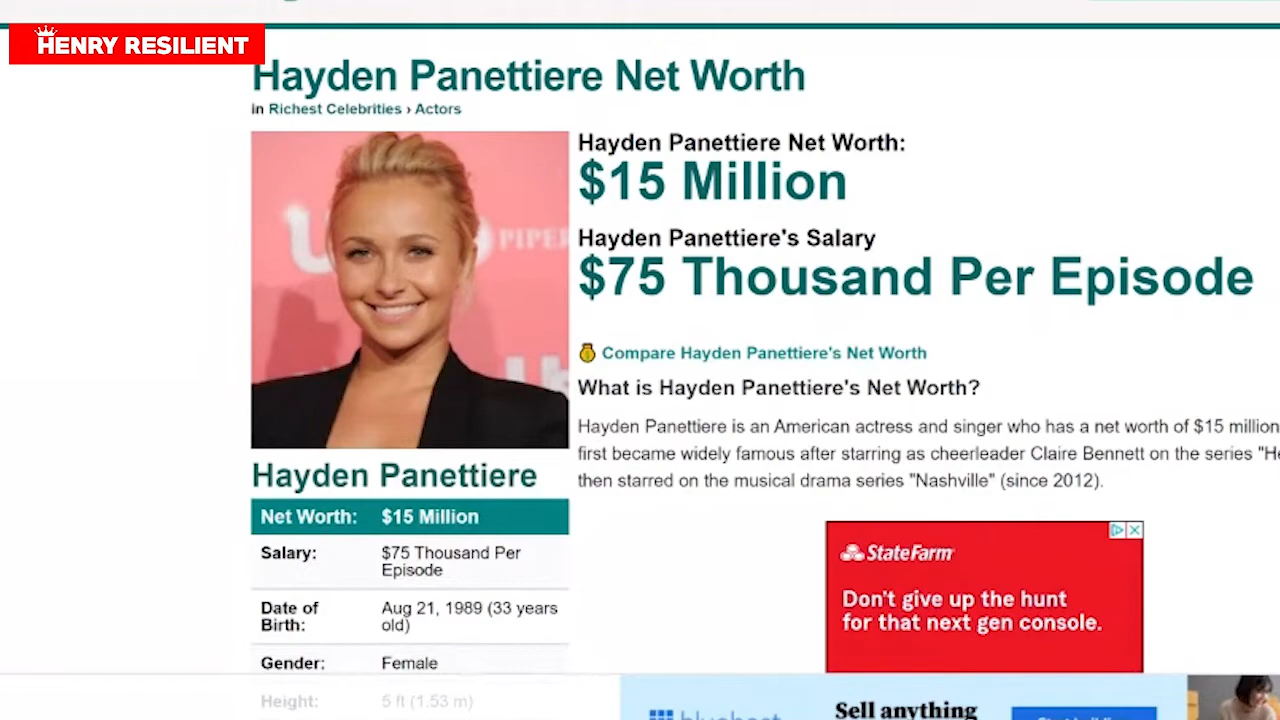 HENRY RESILIENT
Hayden Panettiere Net Worth
in Richest Celebrities › Actors
PIPER
Hayden Panettiere Net Worth:
$15 Million
Hayden Panettiere's Salary
$75 Thousand Per Episode
Compare Hayden Panettiere's Net Worth
What is Hayden Panettiere's Net Worth?
Hayden Panettiere is an American actress and singer who has a net worth of $15 million
first became widely famous after starring as cheerleader Claire Bennett on the series "He
then starred on the musical drama series "Nashville" (since 2012).
Hayden Panettiere
Net Worth: $15 Million
Salary: $75 Thousand Per
Episode
Date of Aug 21, 1989 (33 years
Birth: old)
Gender: Female
Height: 5 ft (1.53 m)
StateFarm
Don't give up the hunt
for that next gen console.
bluehost
Sell anything